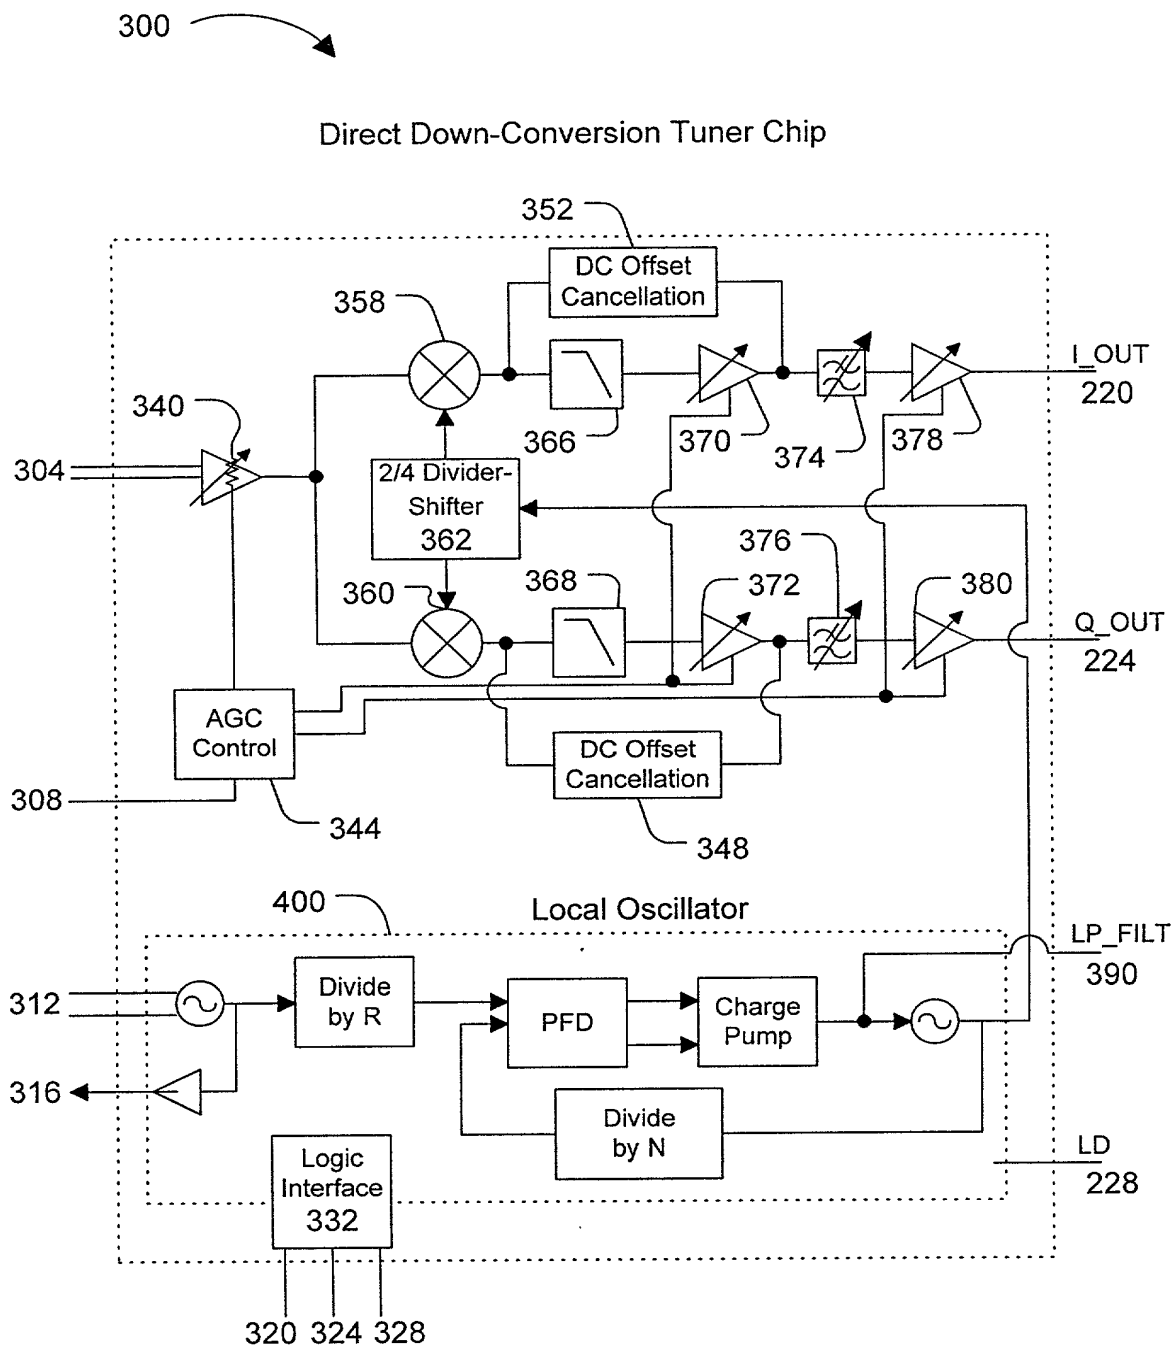 300
Direct Down-Conversion Tuner Chip
352
DC Offset
Cancellation
358
I_OUT
220
340
366
370
374
378
304
2/4 Divider-
Shifter
362
376
360
368
372
380
Q_OUT
224
AGC
Control
DC Offset
Cancellation
308
344
348
400
Local Oscillator
LP_FILT
390
312
Divide
by R
PFD
Charge
Pump
316
Divide
by N
LD
228
Logic
Interface
332
320 324 328